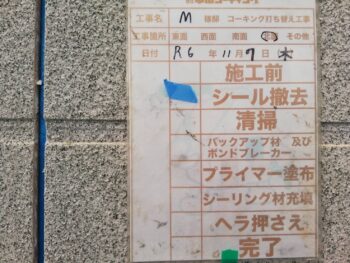 工事名 M 様邸 コーキング打ち替え工事
工事箇所 東面 西面 南面 その他
日付 R6年11月7日 木
施工前
シール撤去
清掃
バックアップ材 及び
ボンドブレーカー
プライマー塗布
シーリング材充填
ヘラ押さえ
完了